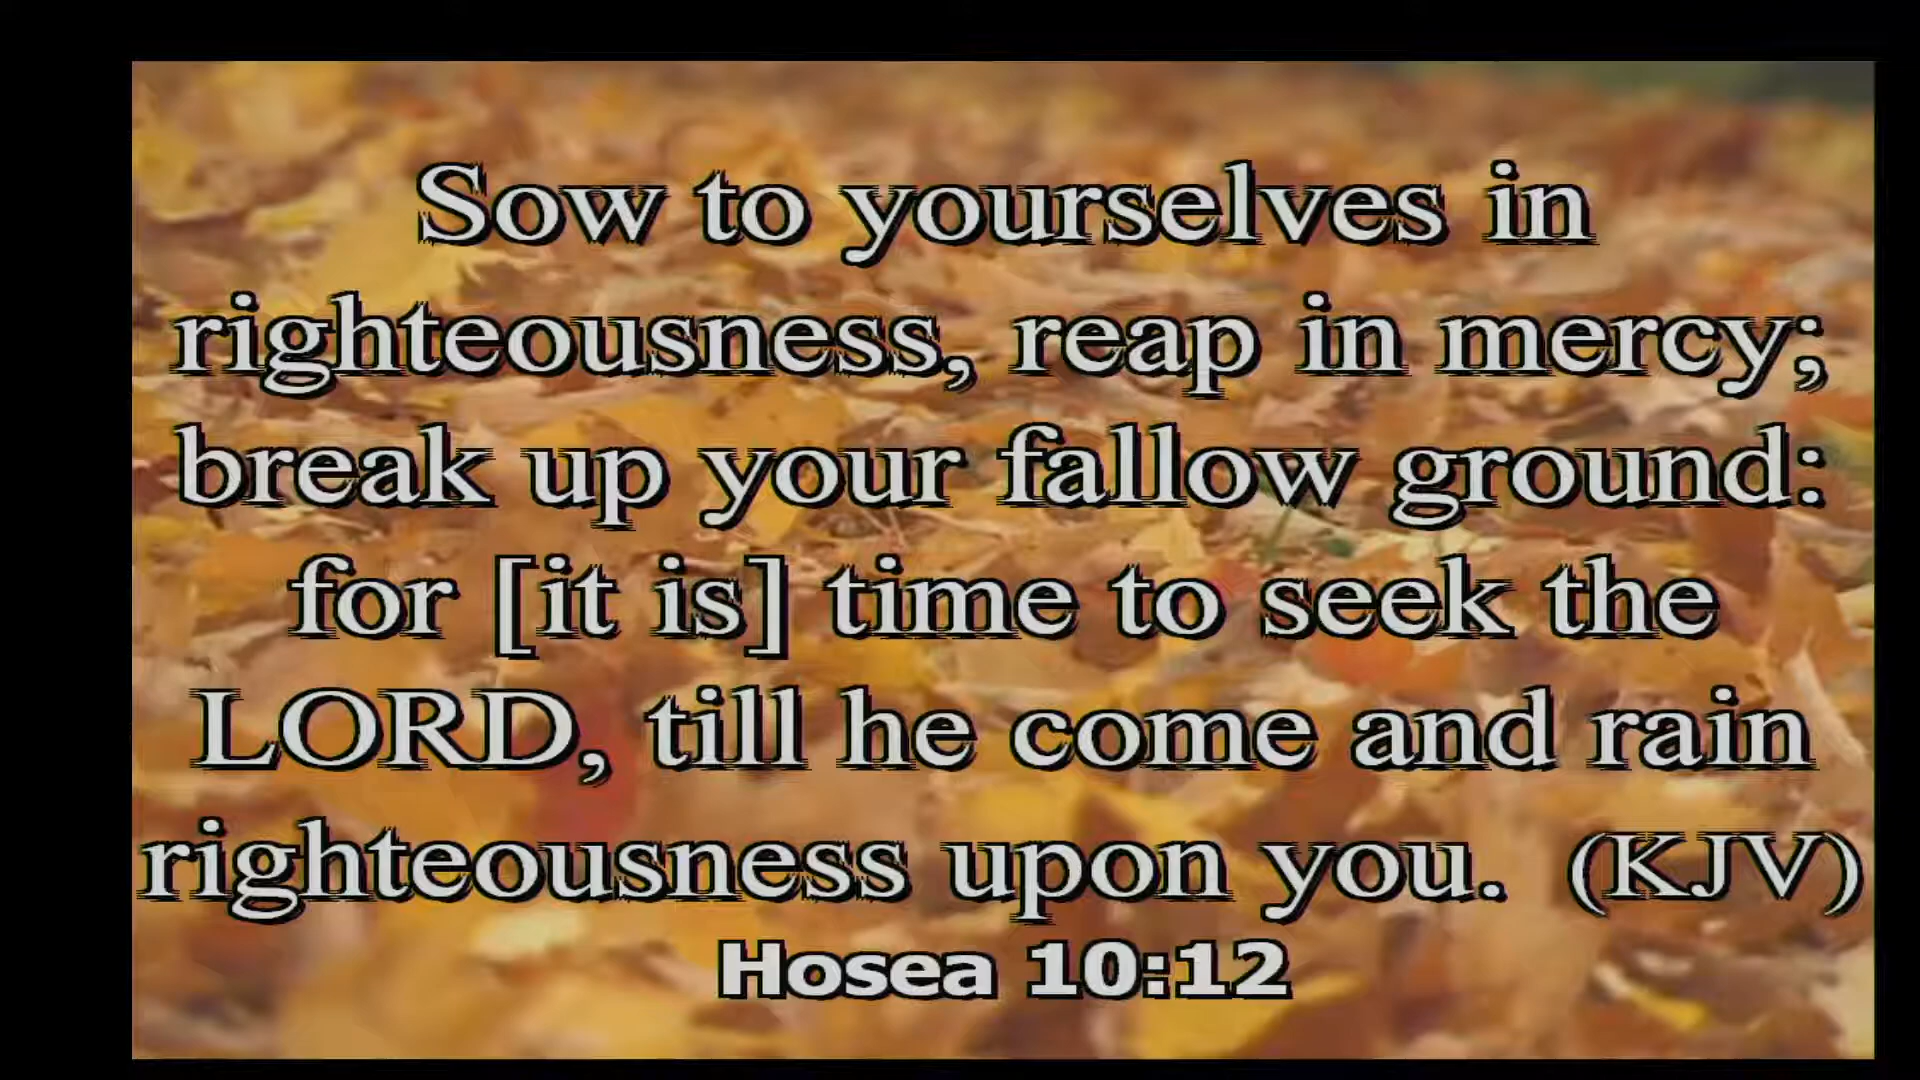 Sow to yourselves in
righteousness, reap in mercy;
break up your fallow ground:
for [it is] time to seek the
LORD, till he come and rain
righteousness upon you. (KJV)
Hosea 10:12